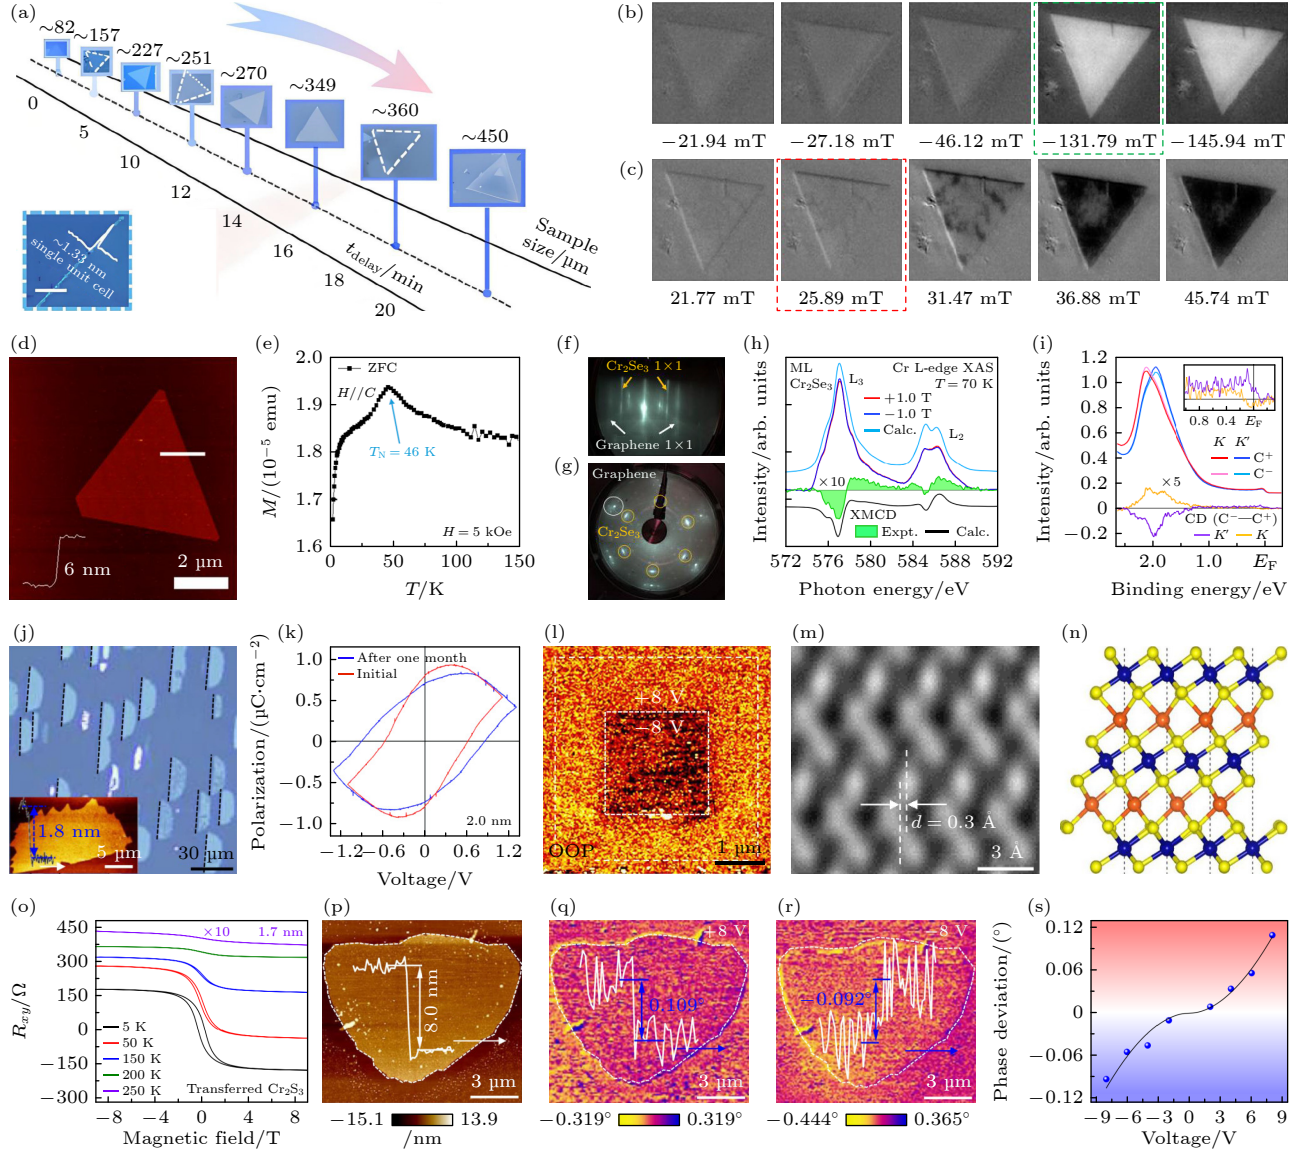 (a)
~82
~157
~227
~251
~270
~349
~360
~450
0
5
10
12
14
16
18
20
t_delay/min
Sample
size/μm
~1.33 nm
single unit cell
(b)
−21.94 mT
−27.18 mT
−46.12 mT
−131.79 mT
−145.94 mT
(c)
21.77 mT
25.89 mT
31.47 mT
36.88 mT
45.74 mT
(d)
6 nm
2 μm
(e)
2.0
1.9
1.8
1.7
1.6
M/(10⁻⁵ emu)
ZFC
H//C
T_N = 46 K
H = 5 kOe
0
50
100
150
T/K
(f)
Cr₂Se₃ 1×1
Graphene 1×1
(g)
Graphene
Cr₂Se₃
(h)
Intensity/arb. units
ML
Cr₂Se₃
L₃
Cr L-edge XAS
T = 70 K
+1.0 T
−1.0 T
Calc.
L₂
×10
XMCD
Expt.
Calc.
572
576
580
584
588
592
Photon energy/eV
(i)
Intensity/arb. units
1.2
1.0
0.8
0.6
0.4
0.2
0
−0.2
0.8
0.4
E_F
K K′
C⁺
C⁻
×5
CD (C⁻—C⁺)
K′ K
2.0
1.0
E_F
Binding energy/eV
(j)
1.8 nm
5 μm
30 μm
(k)
Polarization/(μC·cm⁻²)
1.0
0.5
0
−0.5
−1.0
After one month
Initial
2.0 nm
−1.2
−0.6
0
0.6
1.2
Voltage/V
(l)
−8 V
−8 V
OOP
1 μm
(m)
d = 0.3 Å
3 Å
(n)
(o)
R_xy/Ω
450
300
150
0
−150
−300
×10
1.7 nm
5 K
50 K
150 K
200 K
250 K
Transferred Cr₂S₃
−8
−4
0
4
8
Magnetic field/T
(p)
8.0 nm
3 μm
−15.1
13.9
/nm
(q)
+8 V
0.109°
3 μm
−0.319°
0.319°
(r)
−8 V
−0.092°
3 μm
−0.444°
0.365°
(s)
Phase deviation/(°)
0.12
0.06
0
−0.06
−0.12
−9
−6
−3
0
3
6
9
Voltage/V